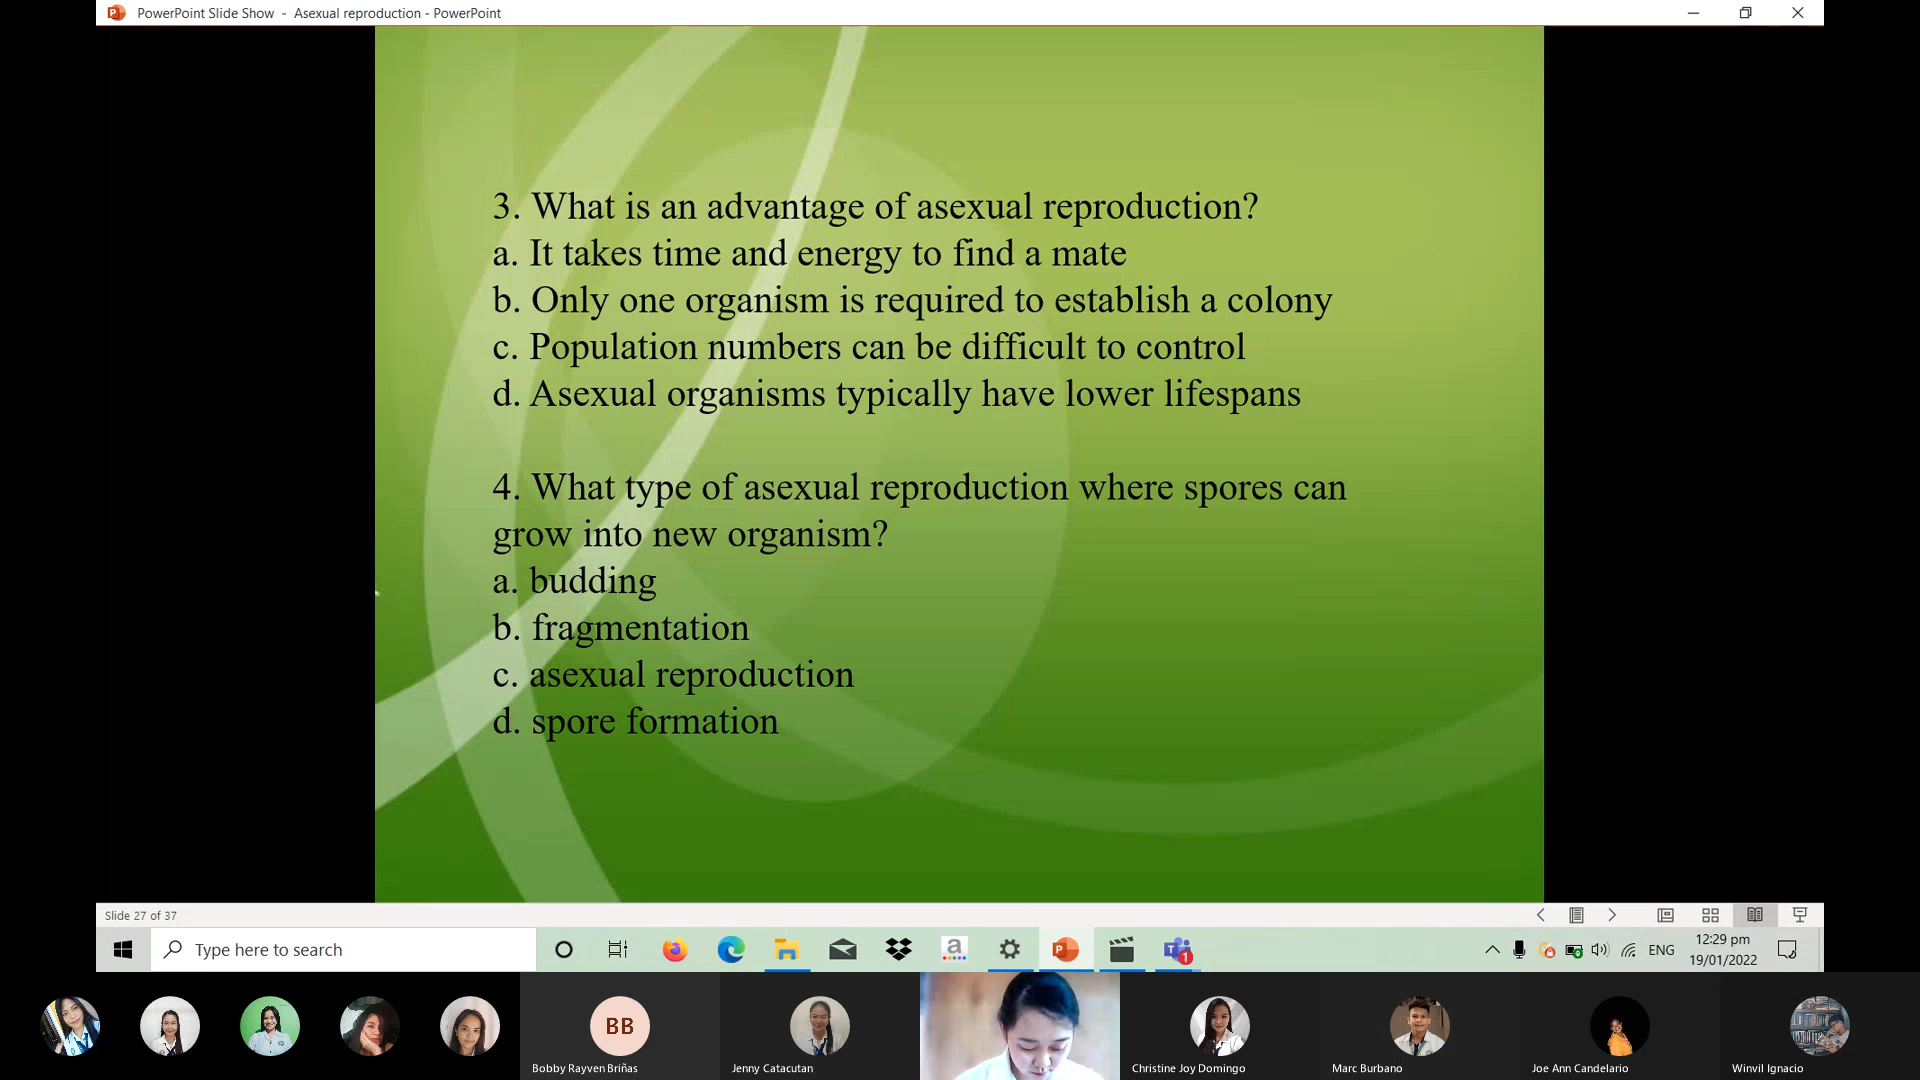 PowerPoint Slide Show - Asexual reproduction - PowerPoint
3. What is an advantage of asexual reproduction?
a. It takes time and energy to find a mate
b. Only one organism is required to establish a colony
c. Population numbers can be difficult to control
d. Asexual organisms typically have lower lifespans
4. What type of asexual reproduction where spores can
grow into new organism?
a. budding
b. fragmentation
c. asexual reproduction
d. spore formation
Slide 27 of 37
Type here to search
a
P
1
ENG
12:29 pm
19/01/2022
BB
Bobby Rayven Briñas
Jenny Catacutan
Christine Joy Domingo
Marc Burbano
Joe Ann Candelario
Winvil Ignacio